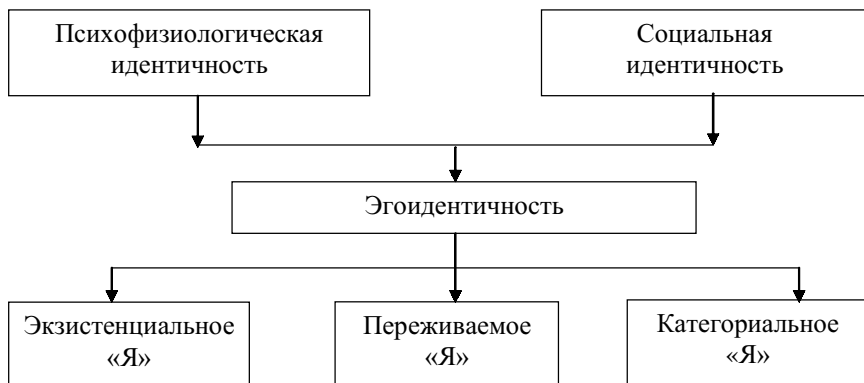 Психофизиологическая
идентичность
Социальная
идентичность
Эгоидентичность
Экзистенциальное
«Я»
Переживаемое
«Я»
Категориальное
«Я»